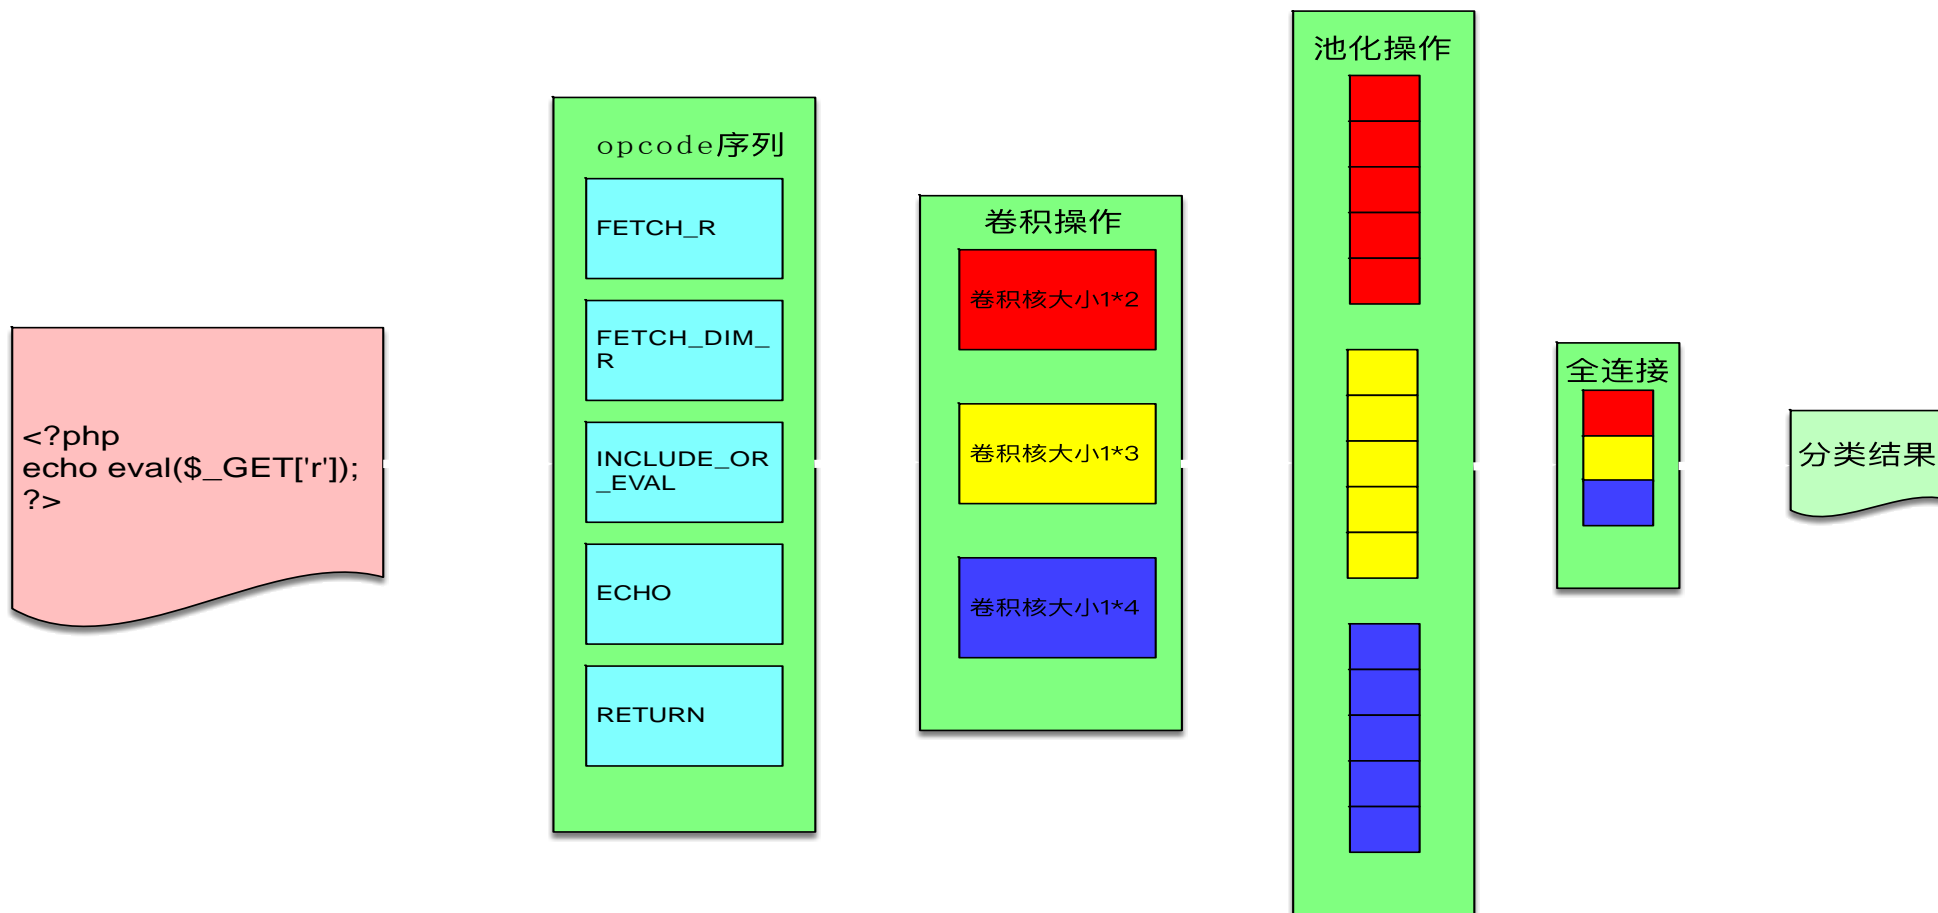 <?php
echo eval($_GET['r']);
?>
opcode序列
FETCH_R
FETCH_DIM_
R
INCLUDE_OR
_EVAL
ECHO
RETURN
卷积操作
卷积核大小1*2
卷积核大小1*3
卷积核大小1*4
池化操作
全连接
分类结果